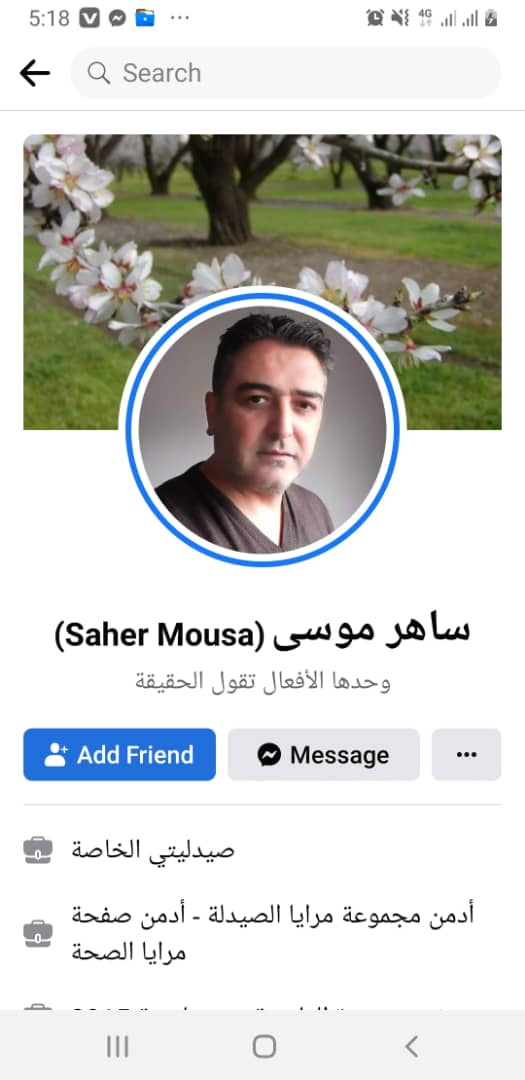 5:18
4G
Search
ساهر موسى (Saher Mousa)
وحدها الأفعال تقول الحقيقة
Add Friend
Message
صيدليتي الخاصة
أدمن مجموعة مرايا الصيدلة - أدمن صفحة
مرايا الصحة